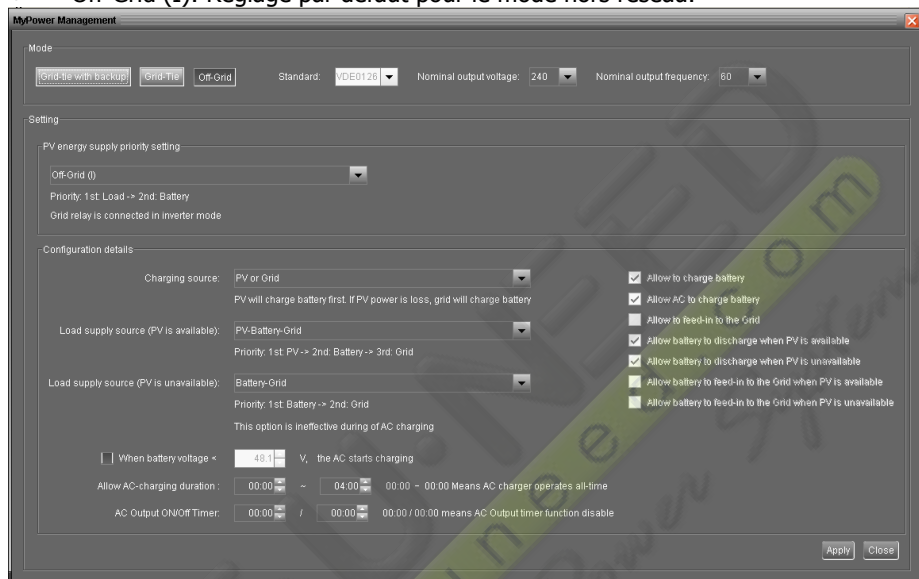 Off-Grid (I): Réglage par défaut pour le mode hors réseau.
MyPower Management
Mode
Grid-tie with backup Grid-Tie Off-Grid Standard: VDE0126 Nominal output voltage: 240 Nominal output frequency: 60
Setting
PV energy supply priority setting
Off-Grid (I)
Priority: 1st: Load -> 2nd: Battery
Grid relay is connected in inverter mode
Configuration details
Charging source: PV or Grid
PV will charge battery first. If PV power is loss, grid will charge battery
Load supply source (PV is available): PV-Battery-Grid
Priority: 1st: PV -> 2nd: Battery -> 3rd: Grid
Load supply source (PV is unavailable): Battery-Grid
Priority: 1st: Battery -> 2nd: Grid
This option is ineffective during of AC charging
Allow to charge battery
Allow AC to charge battery
Allow to feed-in to the Grid
Allow battery to discharge when PV is available
Allow battery to discharge when PV is unavailable
Allow battery to feed-in to the Grid when PV is available
Allow battery to feed-in to the Grid when PV is unavailable
When battery voltage < 48.1 V, the AC starts charging
Allow AC-charging duration : 00:00 ~ 04:00 00:00 ~ 00:00 Means AC charger operates all-time
AC Output ON/Off Timer: 00:00 / 00:00 00:00 / 00:00 means AC Output timer function disable
Apply Close